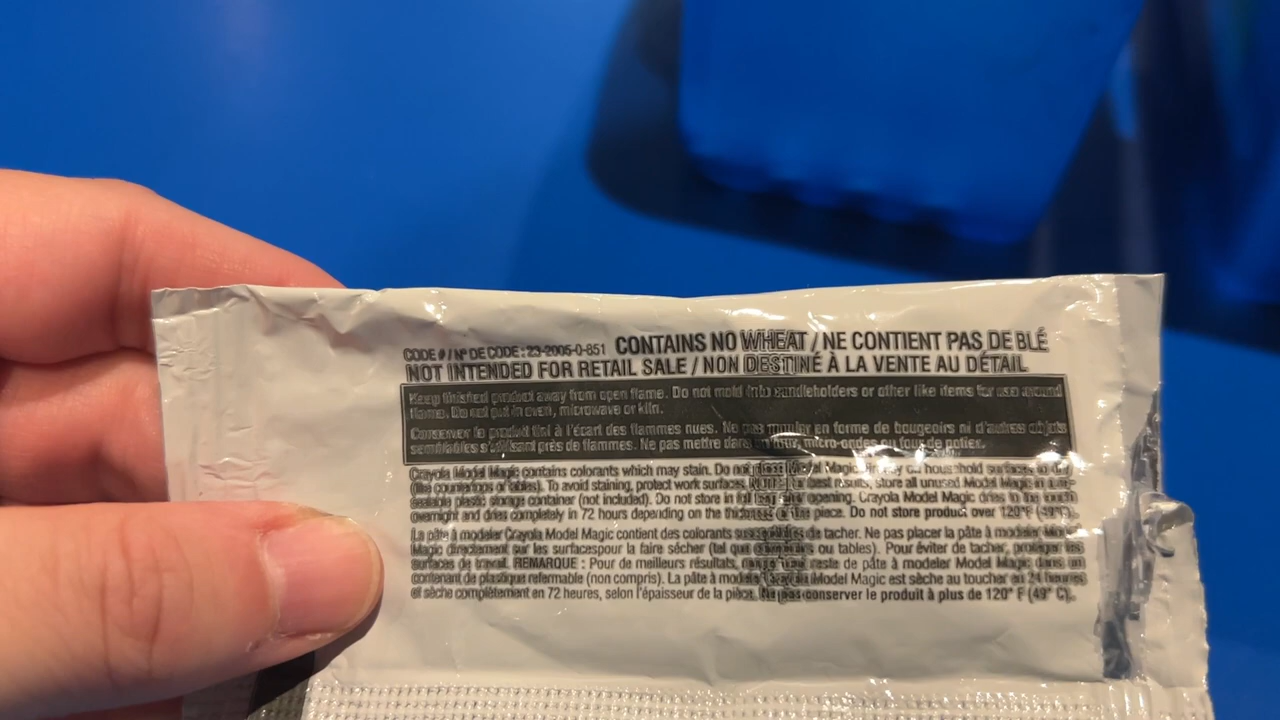 CODE # / Nº DE CODE : 23-2005-0-851 CONTAINS NO WHEAT / NE CONTIENT PAS DE BLÉ
NOT INTENDED FOR RETAIL SALE / NON DESTINÉ À LA VENTE AU DÉTAIL
Keep finished product away from open flame. Do not mold into candleholders or other like items for use around
flame. Do not put in oven, microwave or kiln.
Conserver le produit fini à l'écart des flammes nues. Ne pas mouler en forme de bougeoirs ni d'autres objets
semblables s'utilisant près de flammes. Ne pas mettre dans un four, micro-ondes ou four de potier.
Crayola Model Magic contains colorants which may stain. Do not place Model Magic directly on household surfaces to dry
(like countertops or tables). To avoid staining, protect work surfaces. NOTE: For best results, store all unused Model Magic in a re-
sealable plastic storage container (not included). Do not store in opening. Crayola Model Magic dries to the touch
overnight and dries completely in 72 hours depending on the thickness of the piece. Do not store product over 120°F (49°C).
La pâte à modeler Crayola Model Magic contient des colorants susceptibles de tacher. Ne pas placer la pâte à modeler Model
Magic directement sur les surfacespour la faire sécher (tel que comptoirs ou tables). Pour éviter de tacher, protéger les
surfaces de travail. REMARQUE : Pour de meilleurs résultats, ranger tout reste de pâte à modeler Model Magic dans un
contenant de plastique refermable (non compris). La pâte à modeler Crayola Model Magic est sèche au toucher en 24 heures
et sèche complètement en 72 heures, selon l'épaisseur de la pièce. Ne pas conserver le produit à plus de 120° F (49° C).